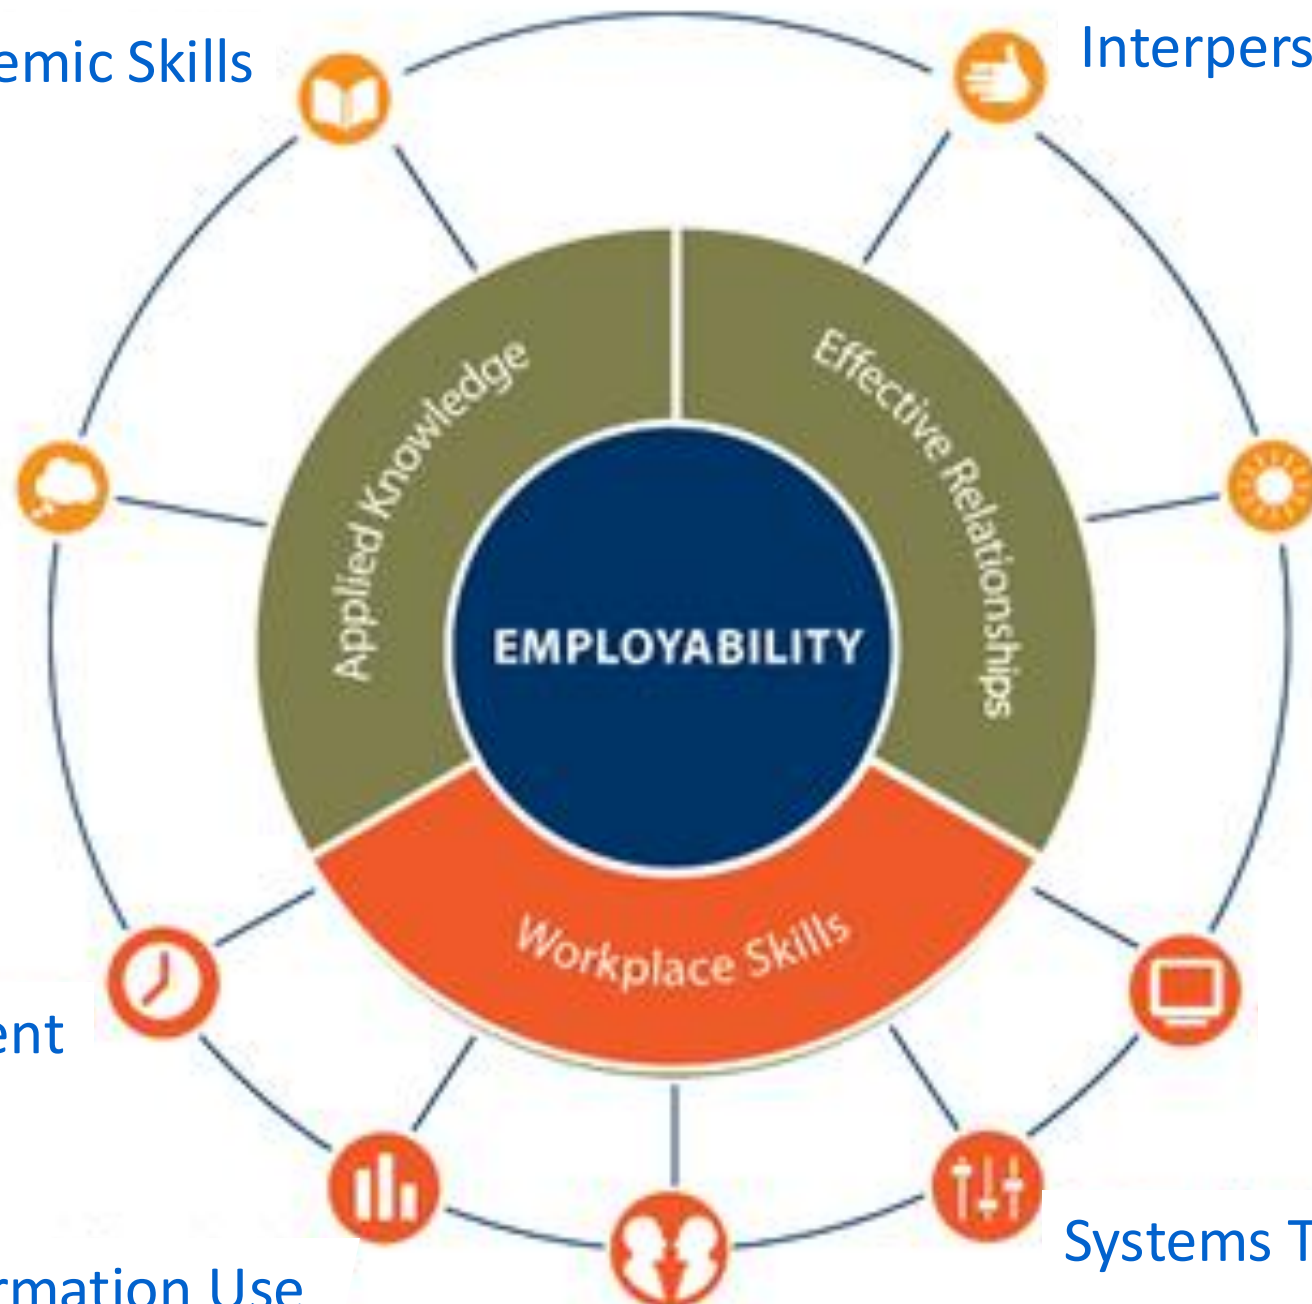 emic Skills
Interpers
Applied Knowledge
Effective Relationships
EMPLOYABILITY
Workplace Skills
ent
Systems T
rmation Use